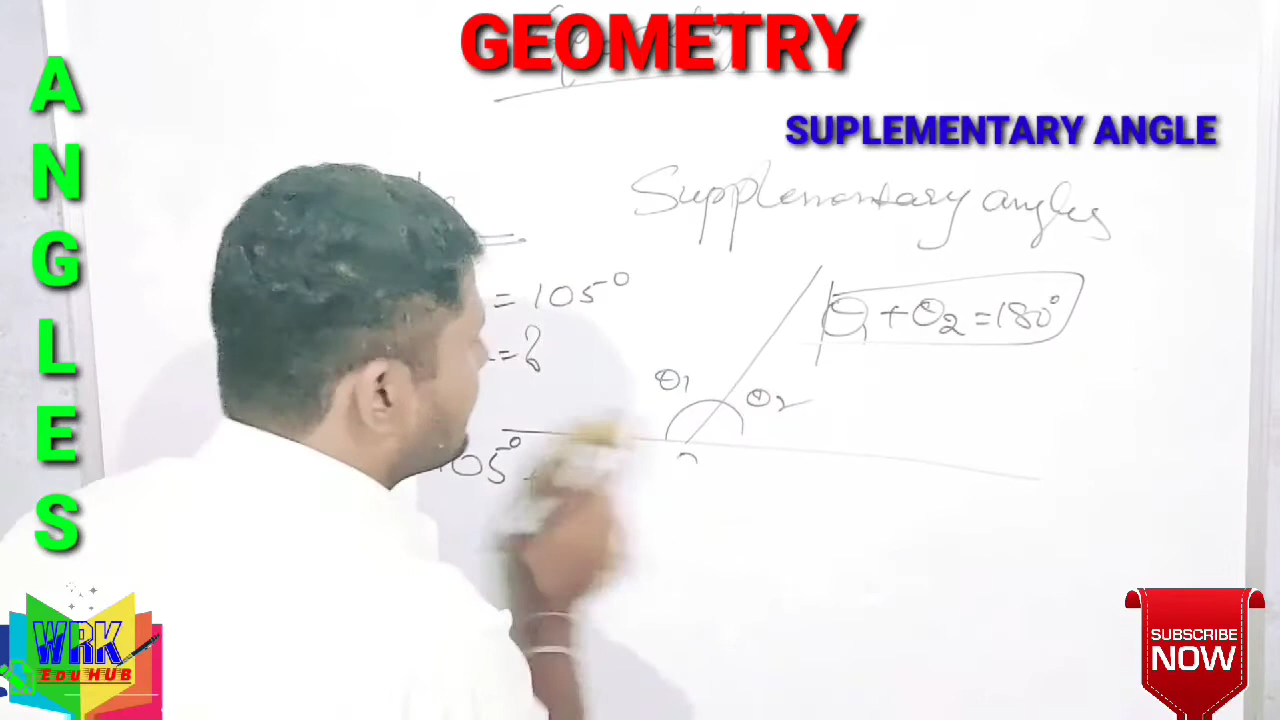 GEOMETRY
SUPLEMENTARY ANGLE
ANGLES
Supplementary angles
= 105°
θ1 + θ2 = 180°
= ?
θ1
θ2
105°
WRK
EDU HUB
SUBSCRIBE
NOW